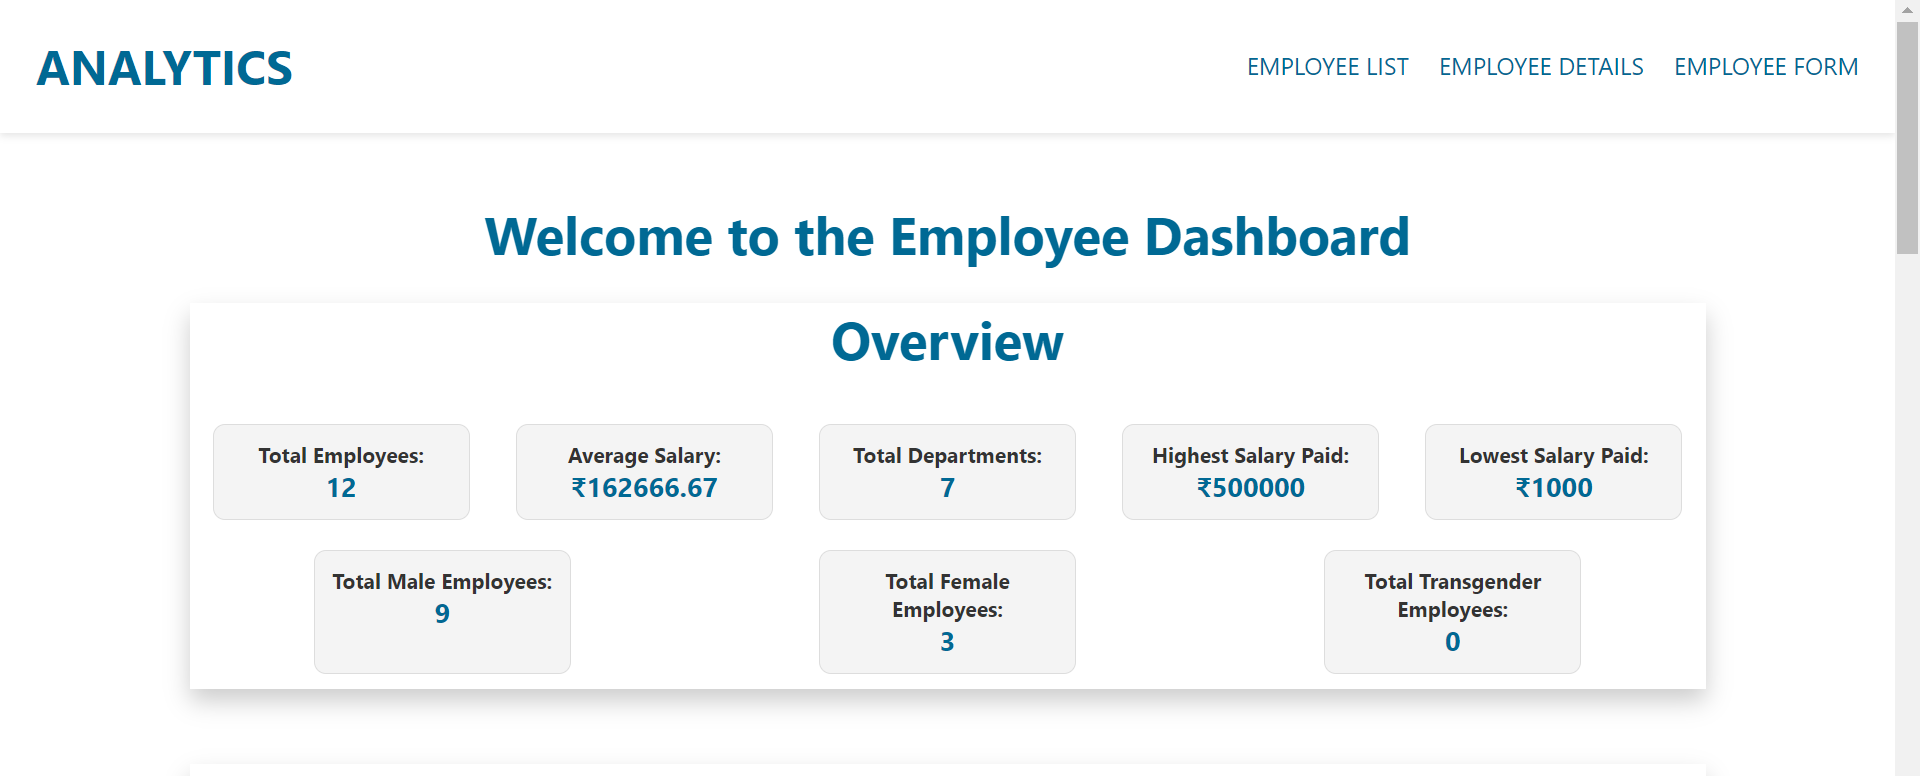 ANALYTICS
EMPLOYEE LIST EMPLOYEE DETAILS EMPLOYEE FORM
Welcome to the Employee Dashboard
Overview
Total Employees:
12
Average Salary:
₹162666.67
Total Departments:
7
Highest Salary Paid:
₹500000
Lowest Salary Paid:
₹1000
Total Male Employees:
9
Total Female
Employees:
3
Total Transgender
Employees:
0